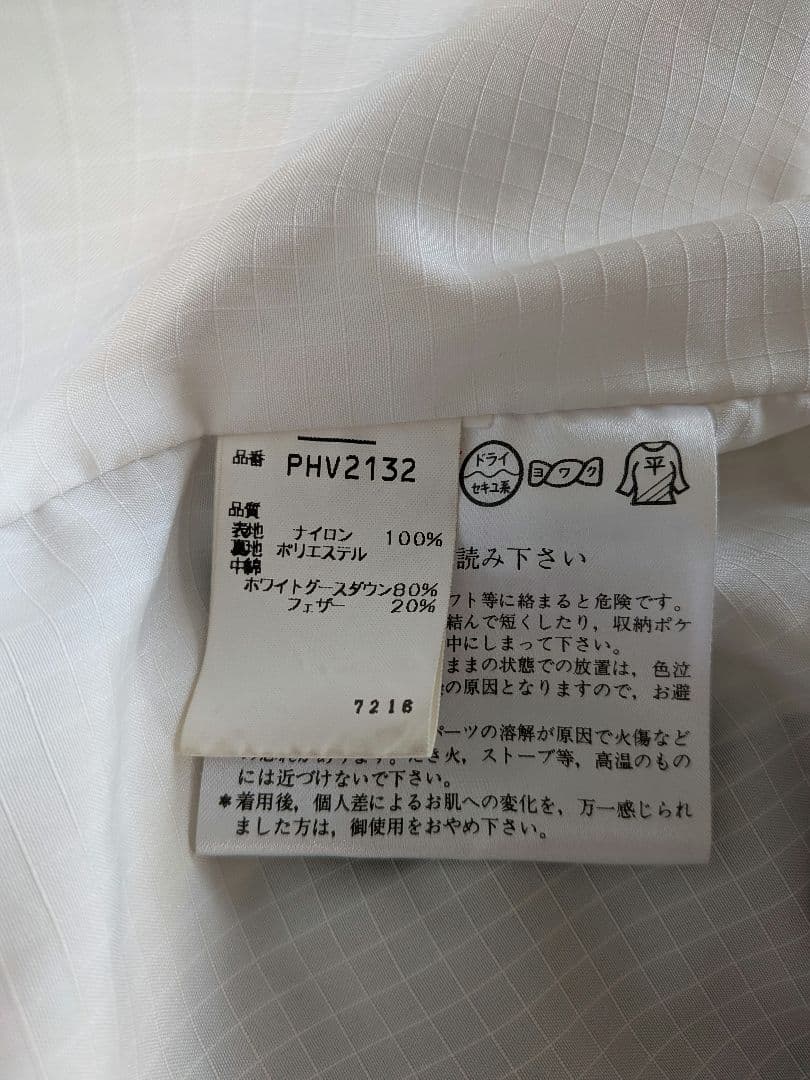 品番 PHV2132
品質
表地 ナイロン 100%
裏地 ポリエステル
中綿
ホワイトグースダウン80%
フェザー 20%
7216
ドライ
セキユ系
ヨワク
平
読み下さい
フト等に絡まると危険です。
結んで短くしたり，収納ポケ
中にしまって下さい。
ままの状態での放置は，色泣
の原因となりますので，お避
パーツの溶解が原因で火傷など
き火，ストーブ等，高温のもの
には近づけないで下さい。
＊着用後，個人差によるお肌への変化を，万一感じられ
ました方は，御使用をおやめ下さい。